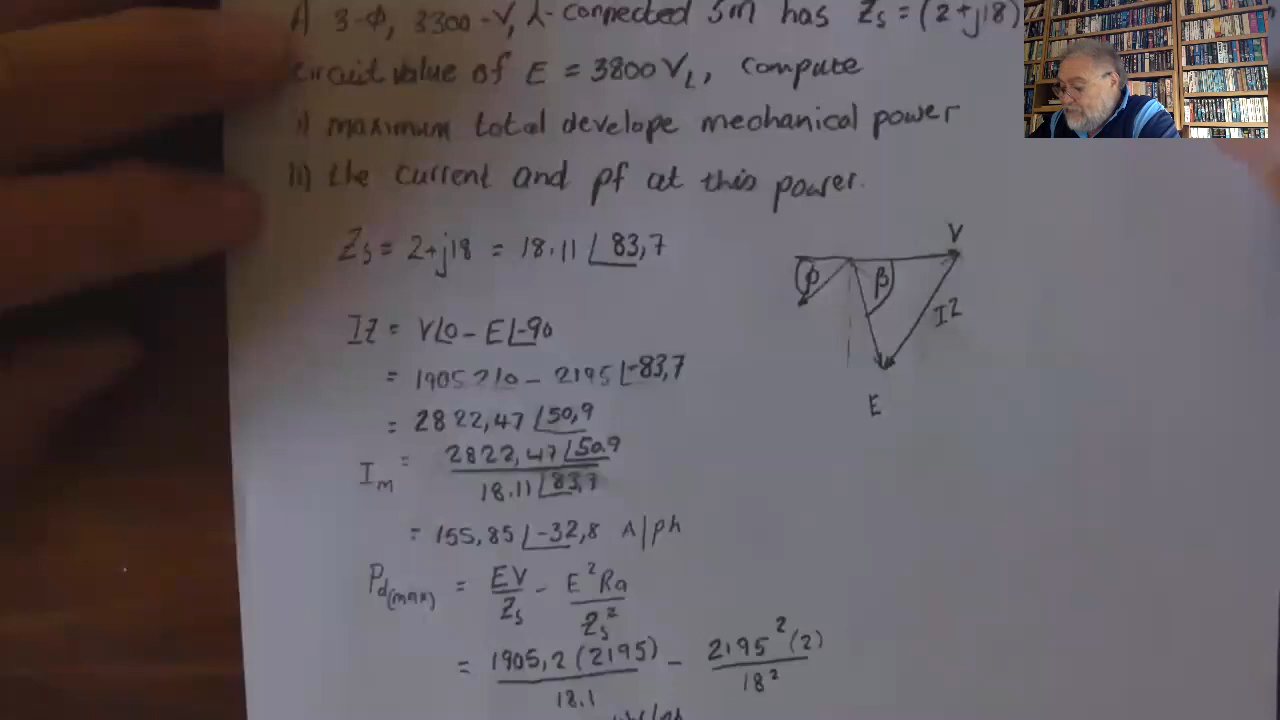 A) 3-Φ, 3300-V, λ-connected SM has Zs = (2+j18)
circuit value of E = 3800 VL, compute
i) maximum total develope mechanical power
ii) the current and pf at this power.
Zs = 2+j18 = 18.11 ∠83,7
IZ = V∠0 - E∠-90
= 1905,2∠0 - 2195∠-83,7
= 2822,47∠50,9
Im = 2822,47∠50.9 / 18.11∠83,7
= 155,85∠-32,8 A/ph
Pd(max) = EV/Zs - E²Ra/Zs²
= 1905,2(2195)/18.1 - 2195²(2)/18²
V
φ
β
IZ
E